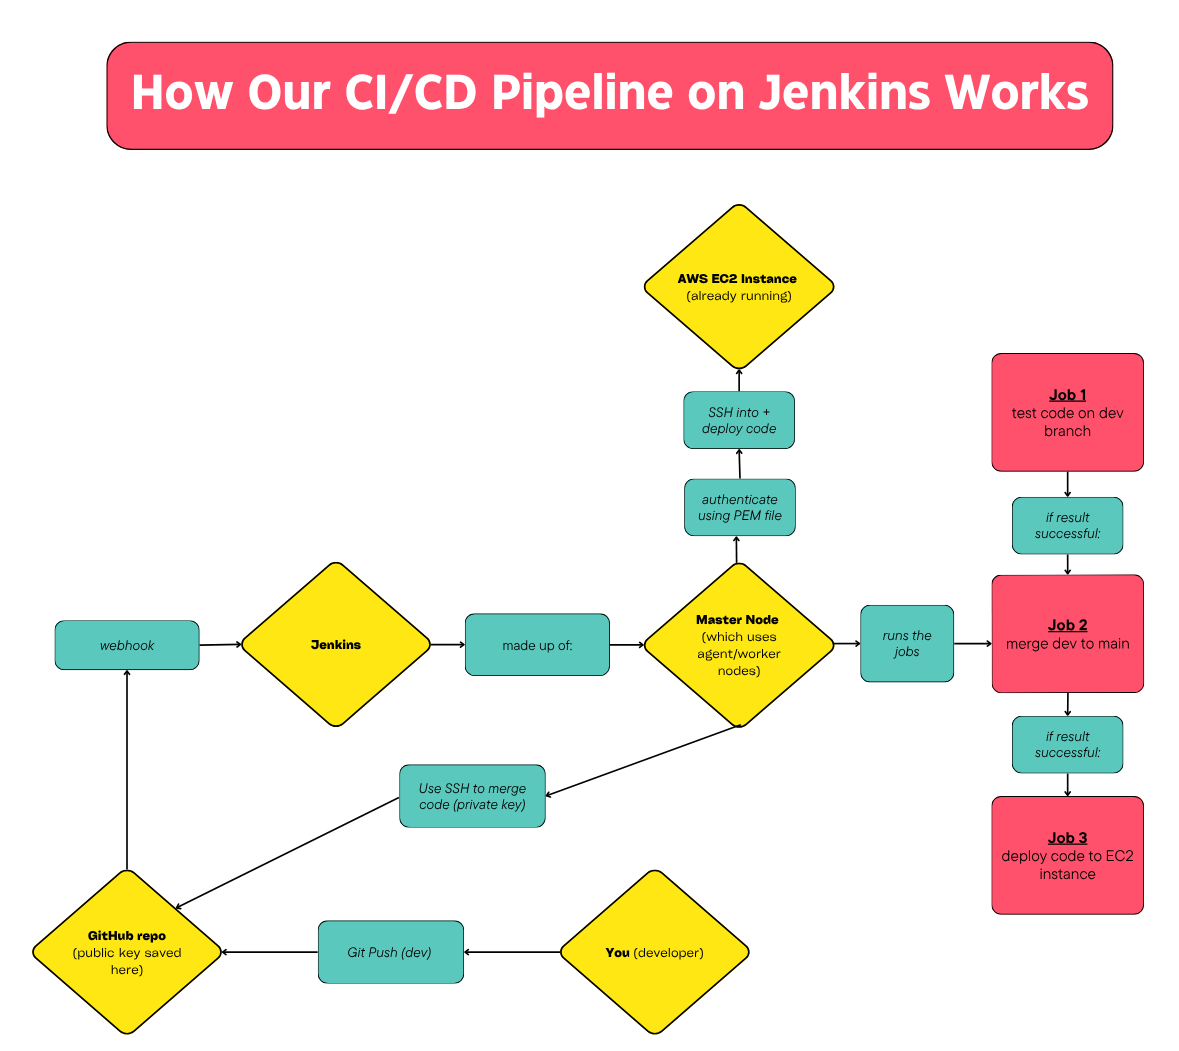 How Our CI/CD Pipeline on Jenkins Works
AWS EC2 Instance
(already running)
SSH into +
deploy code
authenticate
using PEM file
Job 1
test code on dev
branch
if result
successful:
webhook
Jenkins
made up of:
Master Node
(which uses
agent/worker
nodes)
runs the
jobs
Job 2
merge dev to main
if result
successful:
Use SSH to merge
code (private key)
Job 3
deploy code to EC2
instance
GitHub repo
(public key saved
here)
Git Push (dev)
You (developer)